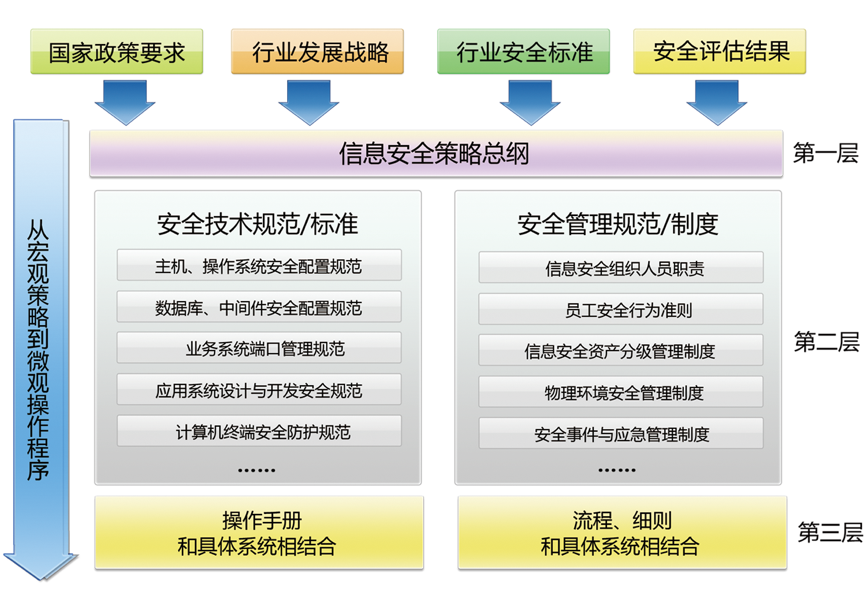 国家政策要求
行业发展战略
行业安全标准
安全评估结果
从宏观策略到微观操作程序
信息安全策略总纲
第一层
安全技术规范/标准
主机、操作系统安全配置规范
数据库、中间件安全配置规范
业务系统端口管理规范
应用系统设计与开发安全规范
计算机终端安全防护规范
……
安全管理规范/制度
信息安全组织人员职责
员工安全行为准则
信息安全资产分级管理制度
物理环境安全管理制度
安全事件与应急管理制度
……
第二层
操作手册
和具体系统相结合
流程、细则
和具体系统相结合
第三层